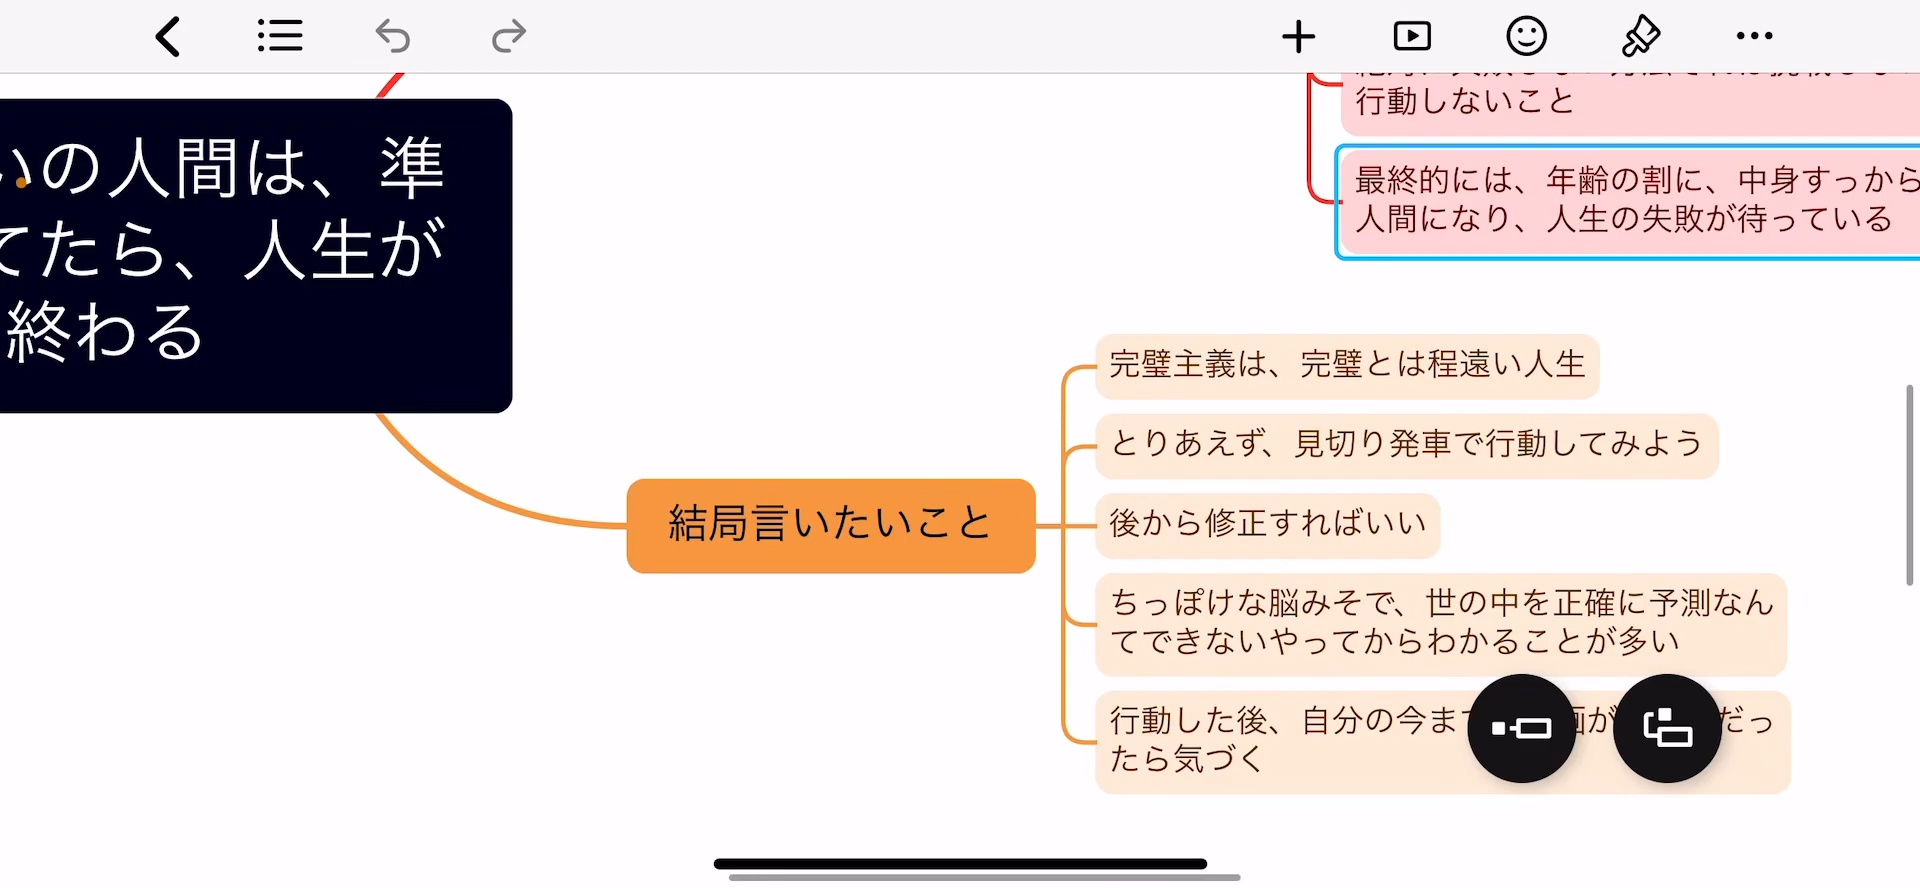 いの人間は、準
てたら、人生が
終わる
行動しないこと
最終的には、年齢の割に、中身すっから
人間になり、人生の失敗が待っている
結局言いたいこと
完璧主義は、完璧とは程遠い人生
とりあえず、見切り発車で行動してみよう
後から修正すればいい
ちっぽけな脳みそで、世の中を正確に予測なん
てできないやってからわかることが多い
行動した後、自分の今まで 画が だっ
たら気づく